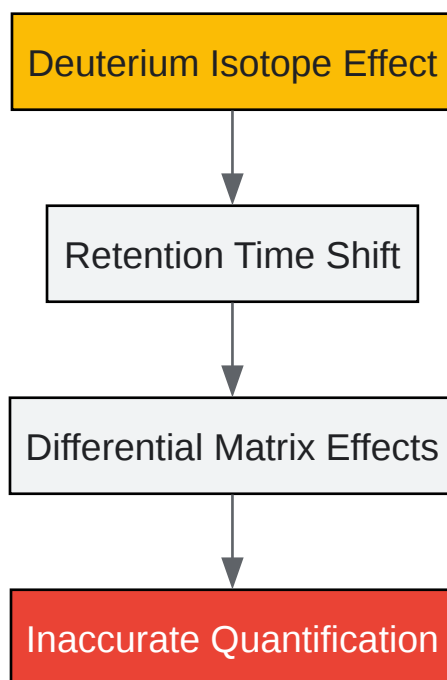 Deuterium Isotope Effect
Retention Time Shift
Differential Matrix Effects
Inaccurate Quantification